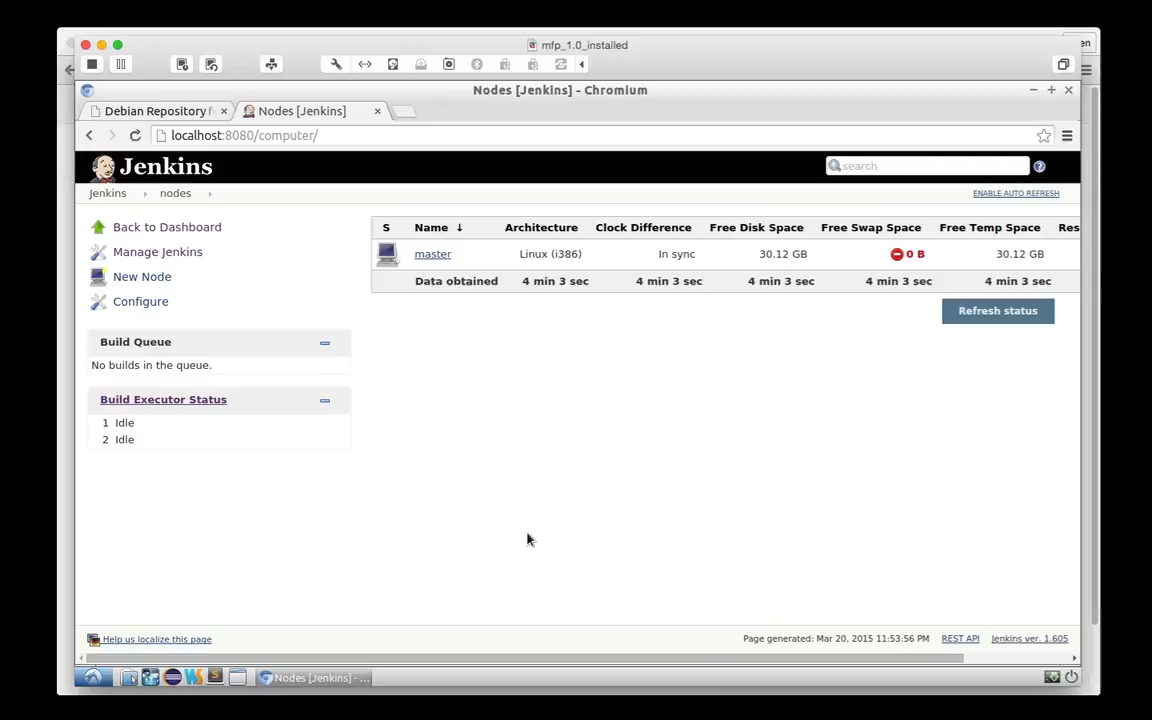 en
mfp_1.0_installed
Nodes [Jenkins] - Chromium
Debian Repository f
Nodes [Jenkins]
localhost:8080/computer/
Jenkins
search
Jenkins
nodes
ENABLE AUTO REFRESH
Back to Dashboard
Manage Jenkins
New Node
Configure
S Name ↓ Architecture Clock Difference Free Disk Space Free Swap Space Free Temp Space Res
master Linux (i386) In sync 30.12 GB 0 B 30.12 GB
Data obtained 4 min 3 sec 4 min 3 sec 4 min 3 sec 4 min 3 sec 4 min 3 sec
Refresh status
Build Queue
No builds in the queue.
Build Executor Status
1 Idle
2 Idle
Help us localize this page
Page generated: Mar 20, 2015 11:53:56 PM REST API Jenkins ver. 1.605
Nodes [Jenkins] - ...